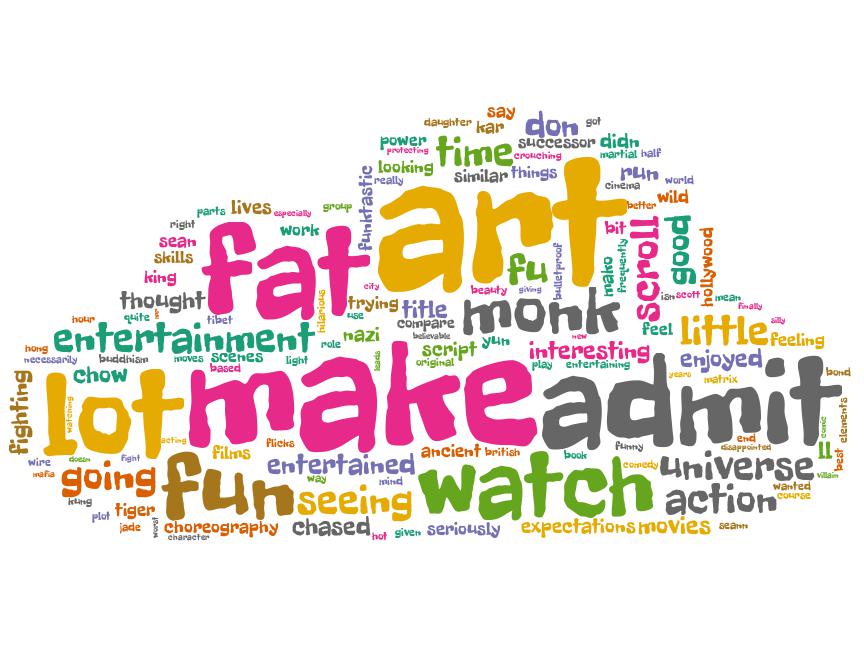 say
daughter kar don got
power successor didn
protecting time crouching martial half
looking similar things run world
really cinema
funktastic art better wild
parts lives especially group
right work bit
sean fat fu bulletproof mako frequently scroll good hollywood
skills
king city beauty giving isn scott mean
thought hilarious trying title monk finally
quite tibet use compare silly
hour nazi believable new feel little feeling
hong entertainment role script yun interesting
necessarily buddhism moves scenes light leads original play entertaining enjoyed
chow based years matrix bond
fighting lot watching make admit elements
acting flicks funny end
wire doesn fight films ancient british book disappointed ll comic best
mafia going entertained comedy universe villain
way mind wanted
kung fun seeing watch action course
plot tiger
jade worst choreography chased seriously expectations movies seann
character hot given